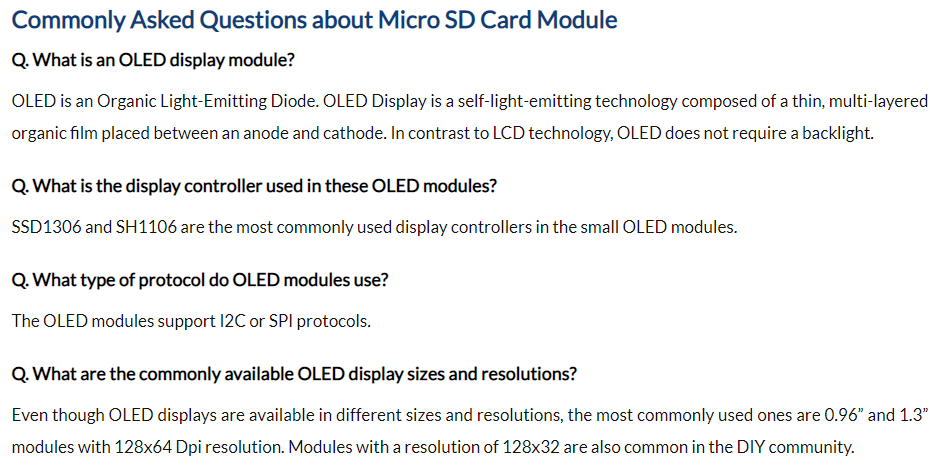 Commonly Asked Questions about Micro SD Card Module
Q. What is an OLED display module?
OLED is an Organic Light-Emitting Diode. OLED Display is a self-light-emitting technology composed of a thin, multi-layered
organic film placed between an anode and cathode. In contrast to LCD technology, OLED does not require a backlight.
Q. What is the display controller used in these OLED modules?
SSD1306 and SH1106 are the most commonly used display controllers in the small OLED modules.
Q. What type of protocol do OLED modules use?
The OLED modules support I2C or SPI protocols.
Q. What are the commonly available OLED display sizes and resolutions?
Even though OLED displays are available in different sizes and resolutions, the most commonly used ones are 0.96” and 1.3”
modules with 128x64 Dpi resolution. Modules with a resolution of 128x32 are also common in the DIY community.